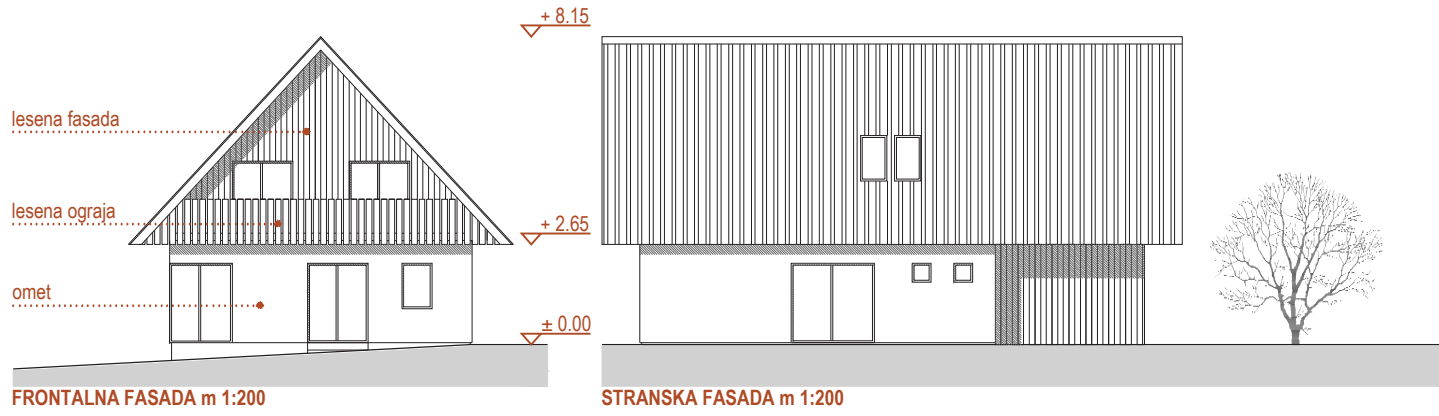 + 8.15
lesena fasada
lesena ograja
+ 2.65
omet
± 0.00
FRONTALNA FASADA m 1:200
STRANSKA FASADA m 1:200